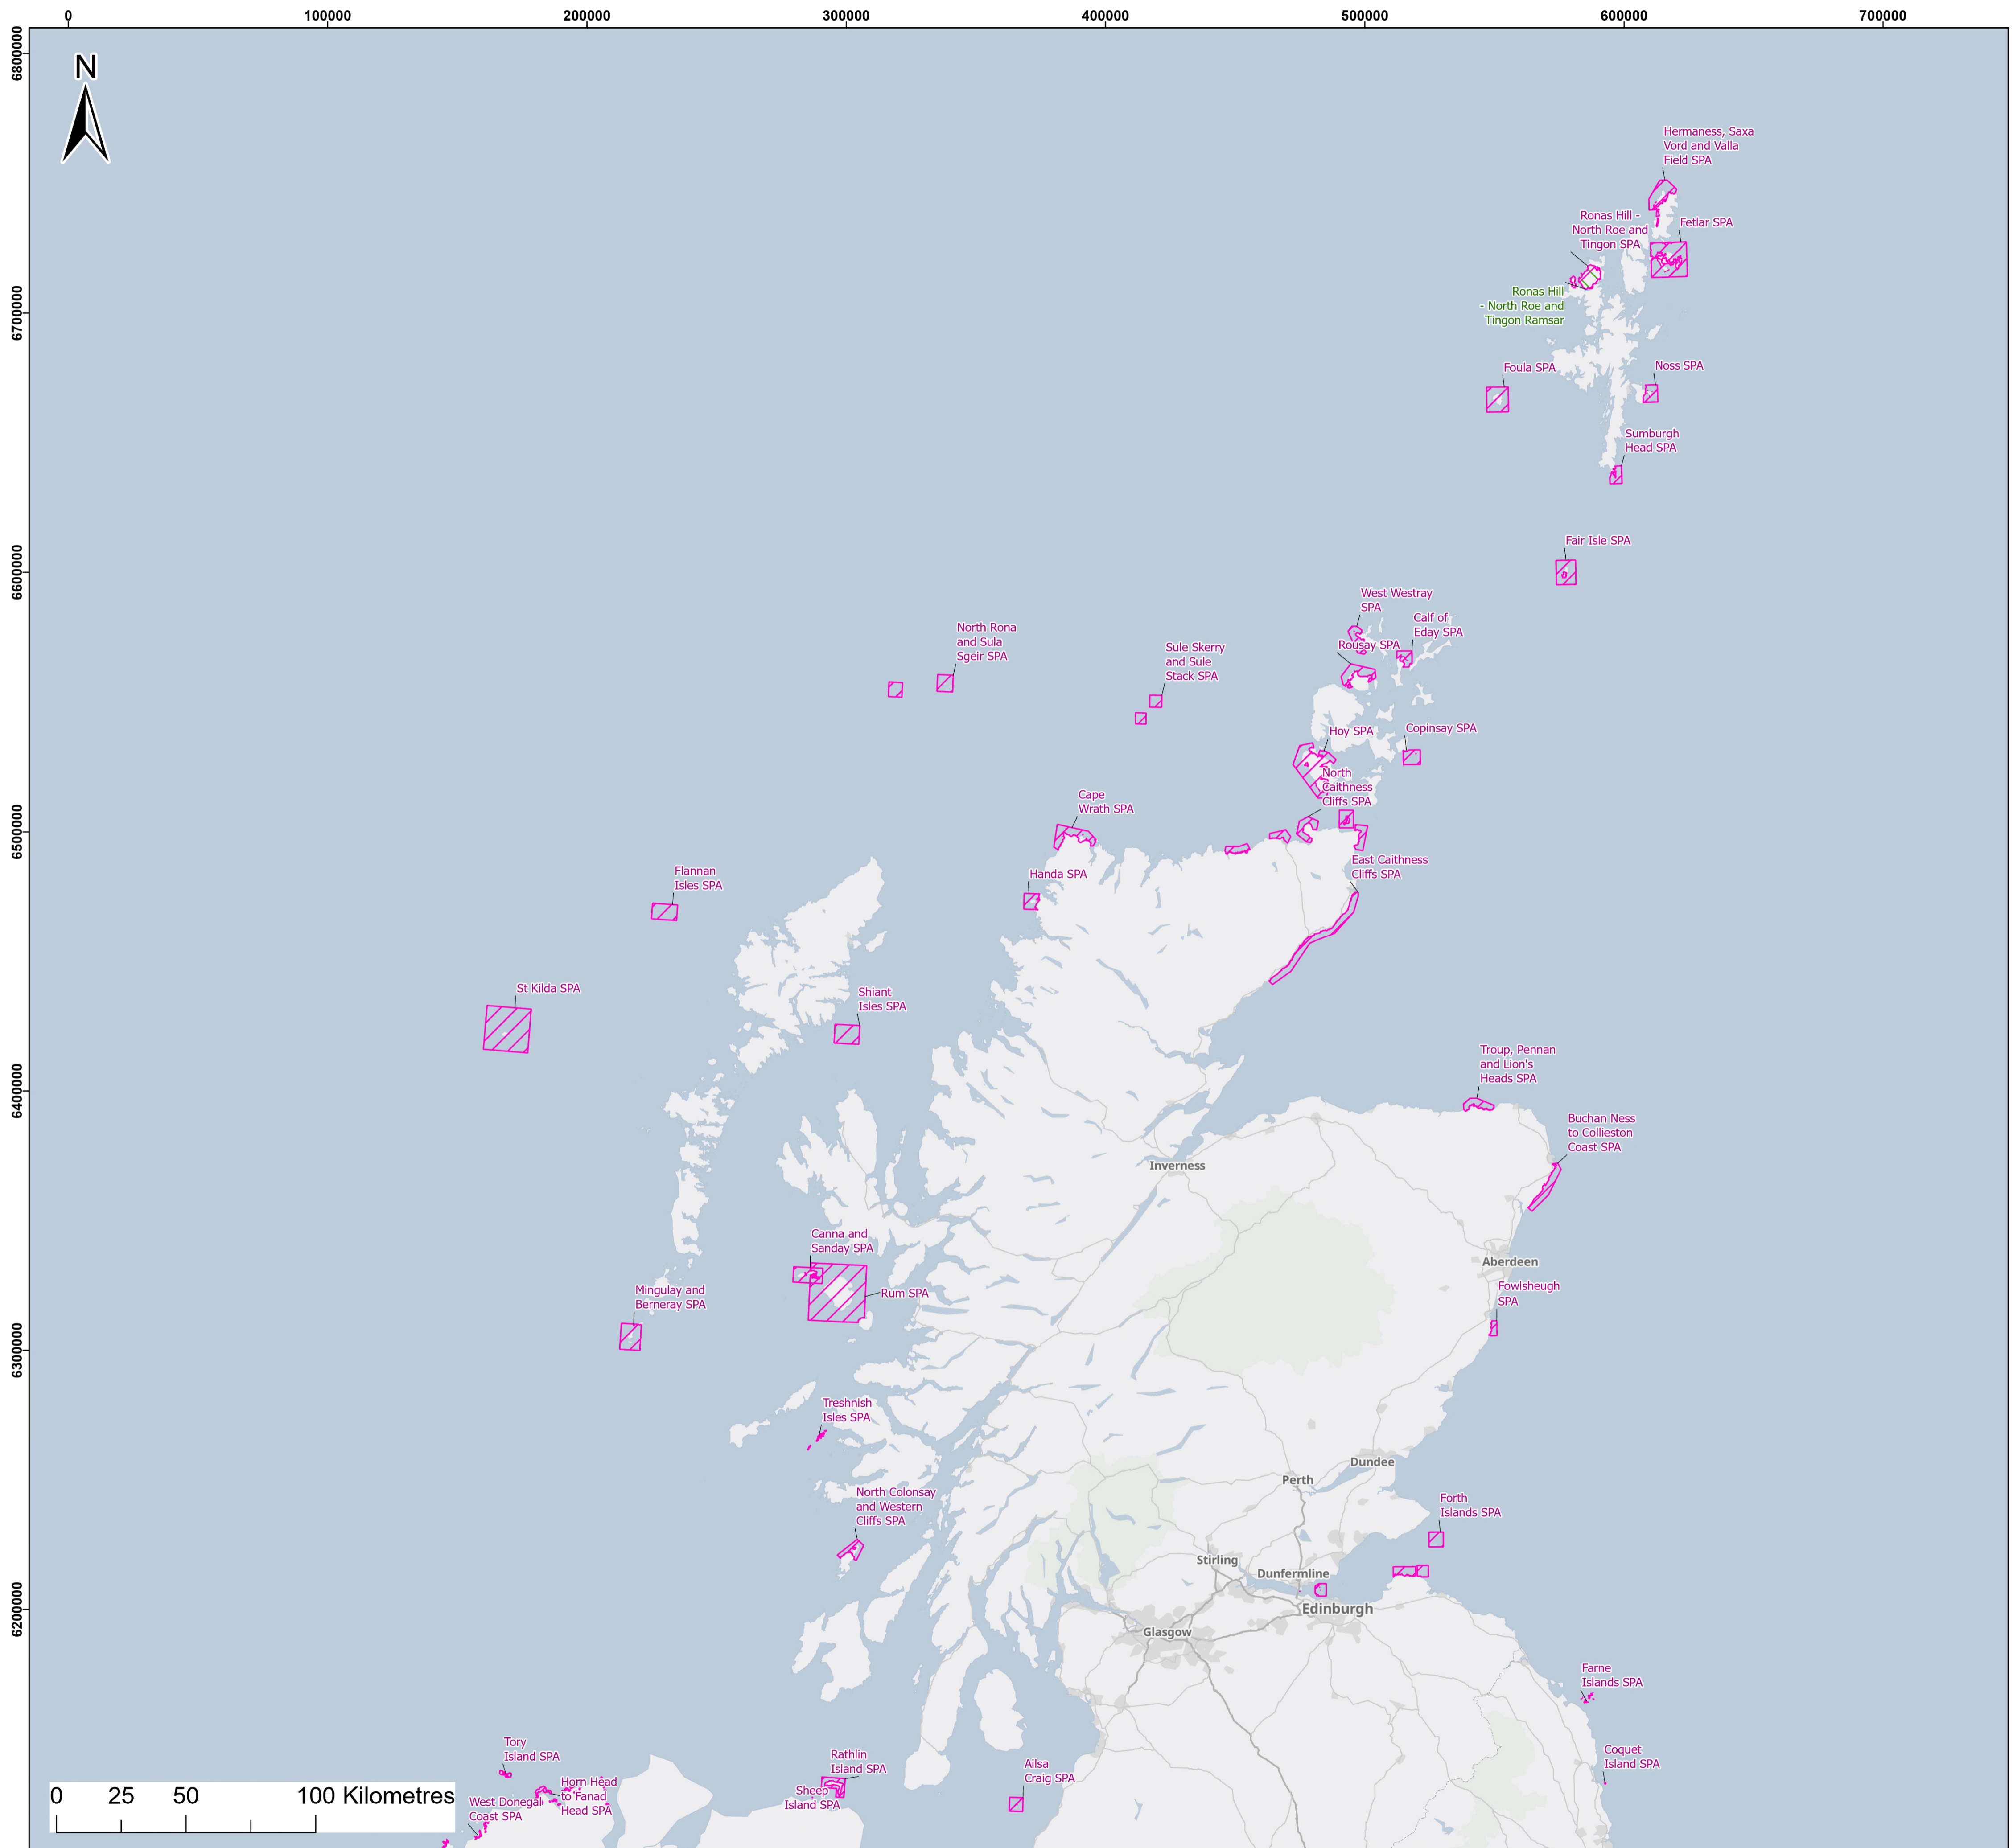 0 100000 200000 300000 400000 500000 600000 700000
6800000
6700000
6600000
6500000
6400000
6300000
6200000
N
Hermaness, Saxa
Vord and Valla
Field SPA
Ronas Hill -
North Roe and
Tingon SPA
Fetlar SPA
Ronas Hill
- North Roe and
Tingon Ramsar
Foula SPA
Noss SPA
Sumburgh
Head SPA
Fair Isle SPA
West Westray
SPA
Calf of
Eday SPA
Rousay SPA
North Rona
and Sula
Sgeir SPA
Sule Skerry
and Sule
Stack SPA
Hoy SPA
Copinsay SPA
North
Caithness
Cliffs SPA
Cape
Wrath SPA
East Caithness
Cliffs SPA
Handa SPA
Flannan
Isles SPA
St Kilda SPA
Shiant
Isles SPA
Troup, Pennan
and Lion's
Heads SPA
Buchan Ness
to Collieston
Coast SPA
Inverness
Canna and
Sanday SPA
Rum SPA
Aberdeen
Fowlsheugh
SPA
Mingulay and
Berneray SPA
Treshnish
Isles SPA
Dundee
Perth
North Colonsay
and Western
Cliffs SPA
Forth
Islands SPA
Stirling
Dunfermline
Edinburgh
Glasgow
Farne
Islands SPA
Tory
Island SPA
Rathlin
Island SPA
Ailsa
Craig SPA
Coquet
Island SPA
Horn Head
to Fanad
Head SPA
Sheep
Island SPA
West Donegal
Coast SPA
0 25 50 100 Kilometres